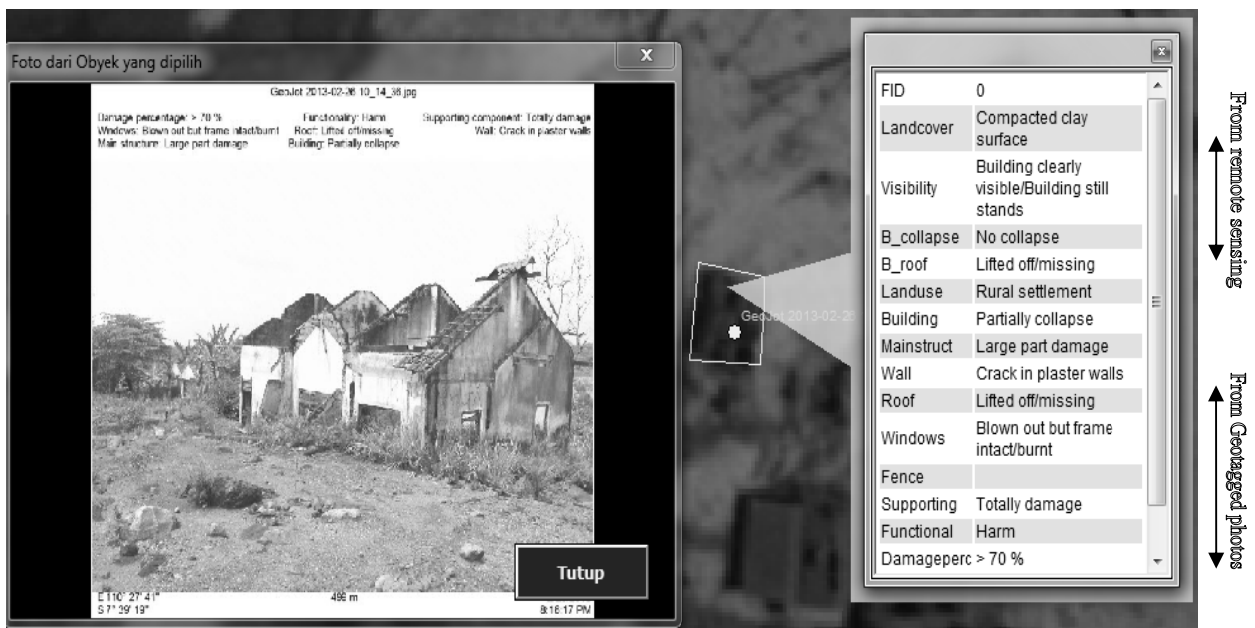 Foto dari Obyek yang dipilih
X
GeoJot 2013-02-26 10_14_36.jpg
Damage percentage: > 70 %
Functionality: Harm
Supporting component: Totally damage
Windows: Blown out but frame intact/burnt
Roof: Lifted off/missing
Wall: Crack in plaster walls
Main structure: Large part damage
Building: Partially collapse
Tutup
E 110° 27' 41"
S 7° 39' 19"
496 m
8:16:17 PM
GeoJot 2013-02-26
x
FID 0
Landcover Compacted clay
surface
Visibility Building clearly
visible/Building still
stands
B_collapse No collapse
B_roof Lifted off/missing
Landuse Rural settlement
Building Partially collapse
Mainstruct Large part damage
Wall Crack in plaster walls
Roof Lifted off/missing
Windows Blown out but frame
intact/burnt
Fence
Supporting Totally damage
Functional Harm
Damageperc > 70 %
From remote sensing
From Geotagged photos